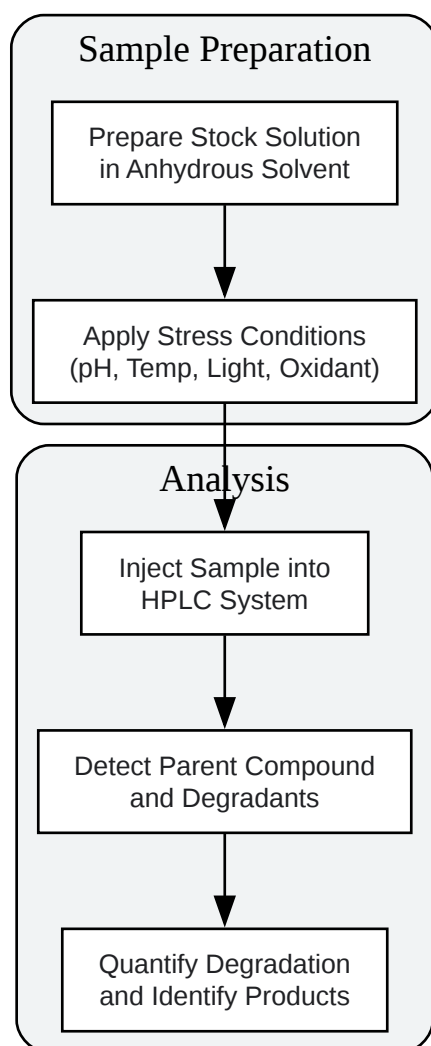 Sample Preparation
Prepare Stock Solution
in Anhydrous Solvent
Apply Stress Conditions
(pH, Temp, Light, Oxidant)
Analysis
Inject Sample into
HPLC System
Detect Parent Compound
and Degradants
Quantify Degradation
and Identify Products